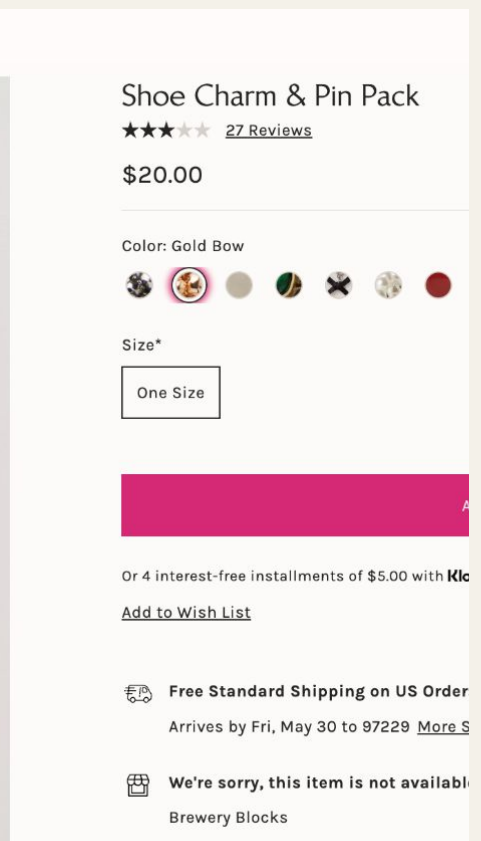 Shoe Charm & Pin Pack
27 Reviews
$20.00
Color: Gold Bow
Size*
One Size
A
Or 4 interest-free installments of $5.00 with Klo
Add to Wish List
Free Standard Shipping on US Order
Arrives by Fri, May 30 to 97229 More S
We're sorry, this item is not availabl
Brewery Blocks